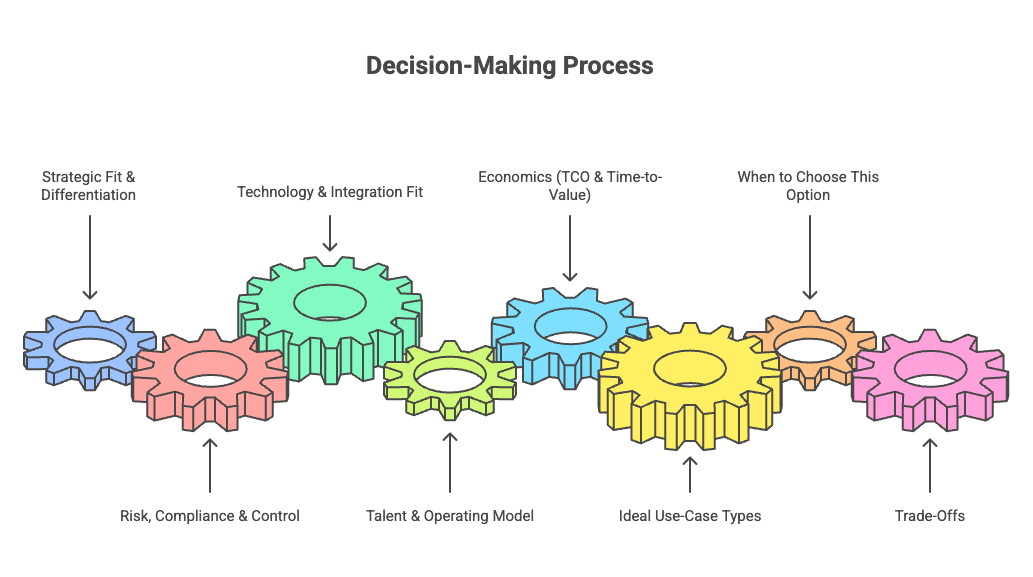 Decision-Making Process
Strategic Fit &
Differentiation
Technology & Integration Fit
Economics (TCO & Time-to-
Value)
When to Choose This
Option
Risk, Compliance & Control
Talent & Operating Model
Ideal Use-Case Types
Trade-Offs